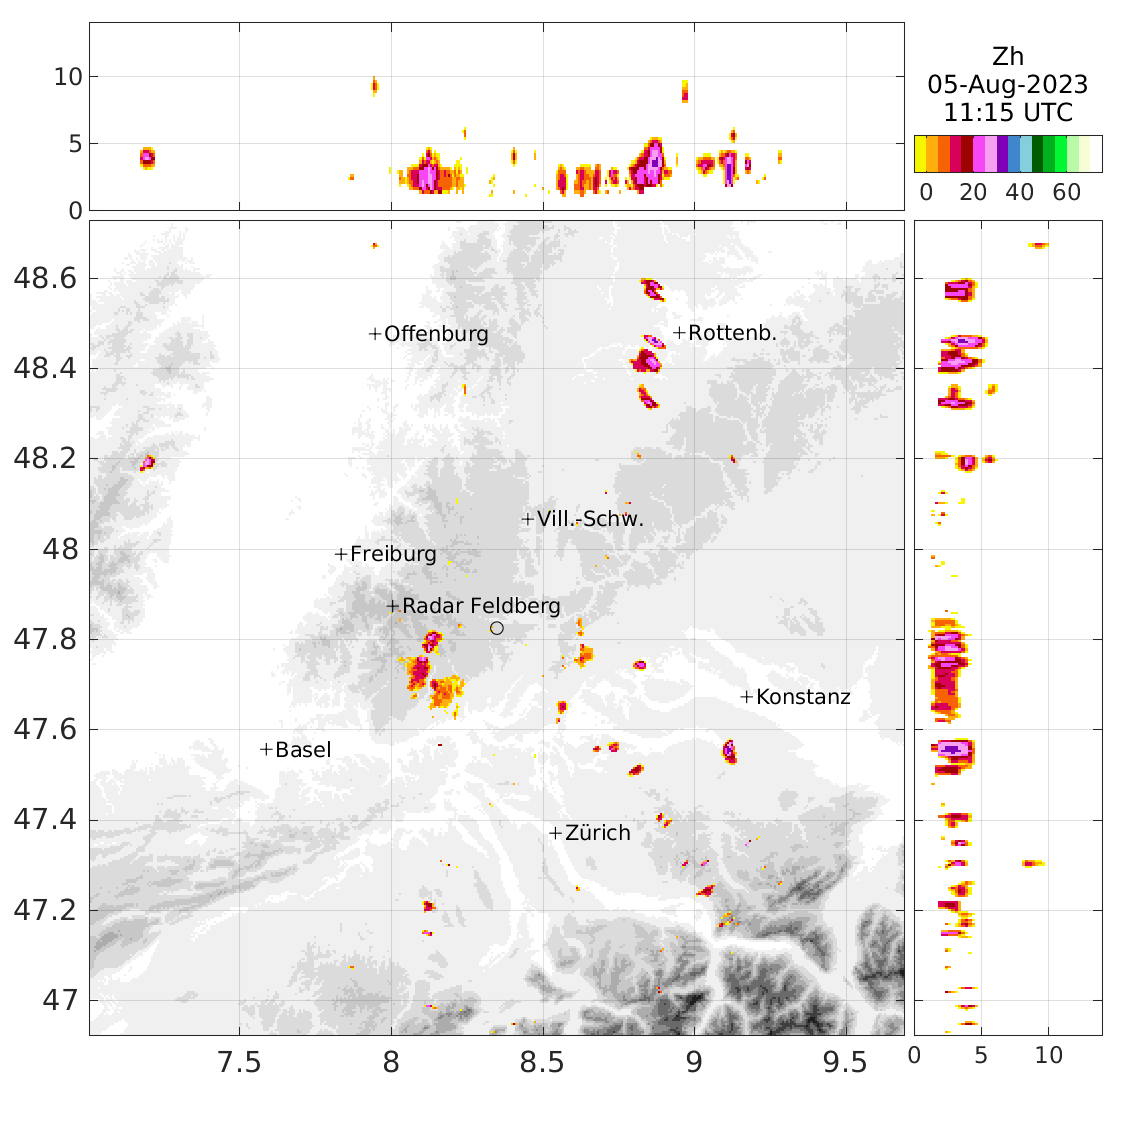 10
5
0
Zh
05-Aug-2023
11:15 UTC
0 20 40 60
48.6
48.4
48.2
48
47.8
47.6
47.4
47.2
47
+Offenburg
+Rottenb.
+Vill.-Schw.
+Freiburg
+Radar Feldberg
+Konstanz
+Basel
+Zürich
7.5 8 8.5 9 9.5
0 5 10